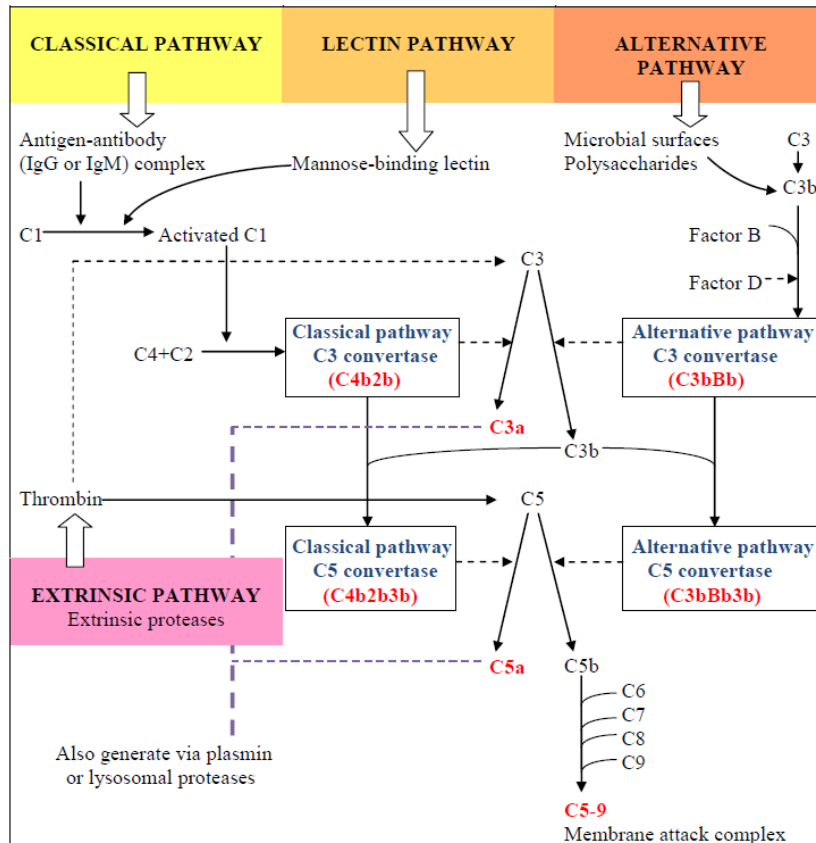 CLASSICAL PATHWAY
LECTIN PATHWAY
ALTERNATIVE
PATHWAY
Antigen-antibody
(IgG or IgM) complex
Mannose-binding lectin
Microbial surfaces
Polysaccharides
C3
C3b
C1
Activated C1
Factor B
C3
Factor D
C4+C2
Classical pathway
C3 convertase
(C4b2b)
Alternative pathway
C3 convertase
(C3bBb)
C3a
C3b
Thrombin
C5
Classical pathway
C5 convertase
(C4b2b3b)
Alternative pathway
C5 convertase
(C3bBb3b)
EXTRINSIC PATHWAY
Extrinsic proteases
C5a
C5b
C6
C7
C8
C9
Also generate via plasmin
or lysosomal proteases
C5-9
Membrane attack complex